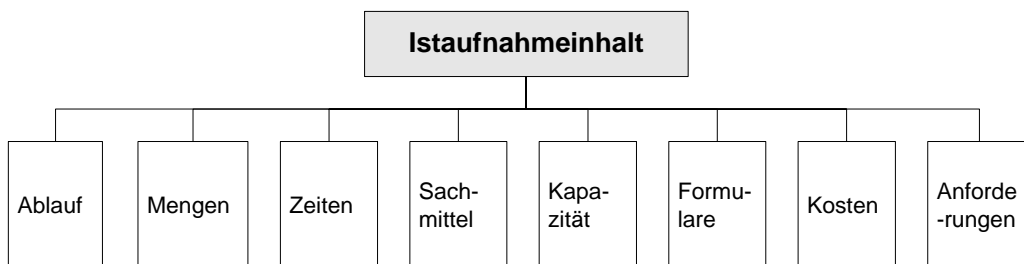 Istaufnahmeinhalt
Ablauf
Mengen
Zeiten
Sach-
mittel
Kapa-
zität
Formu-
lare
Kosten
Anforde
-rungen